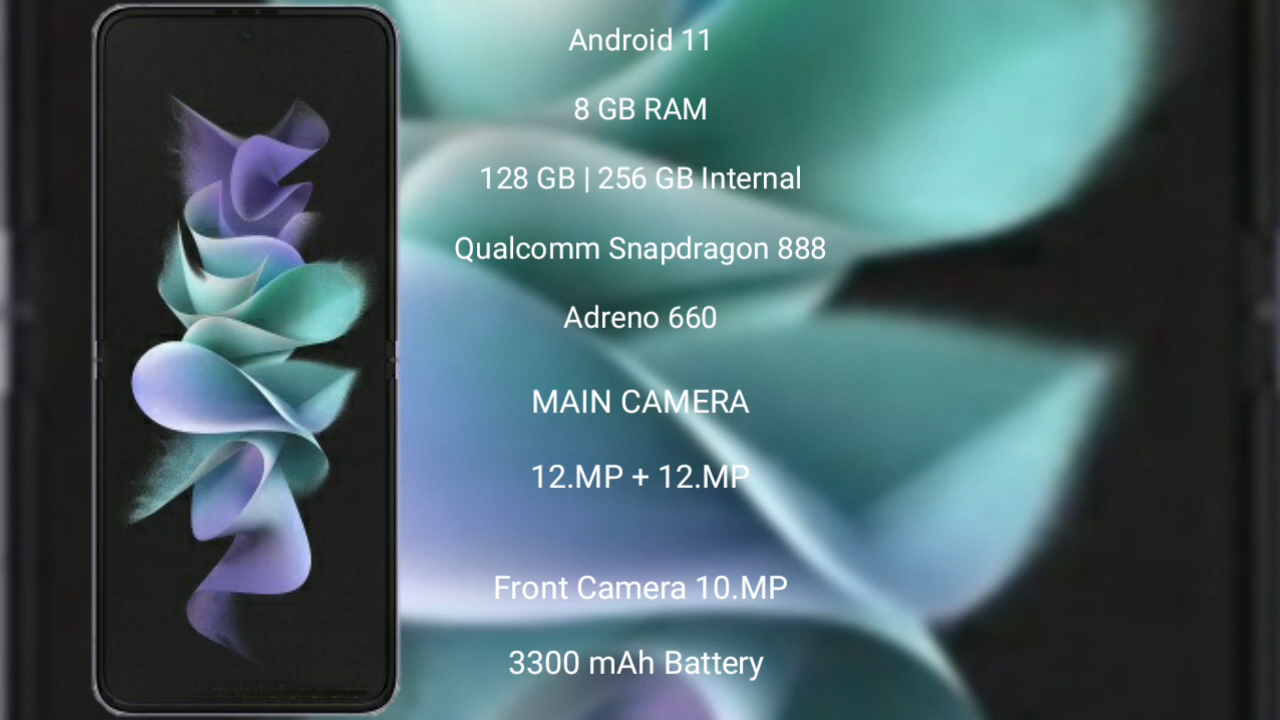 Android 11
8 GB RAM
128 GB | 256 GB Internal
Qualcomm Snapdragon 888
Adreno 660
MAIN CAMERA
12.MP + 12.MP
Front Camera 10.MP
3300 mAh Battery